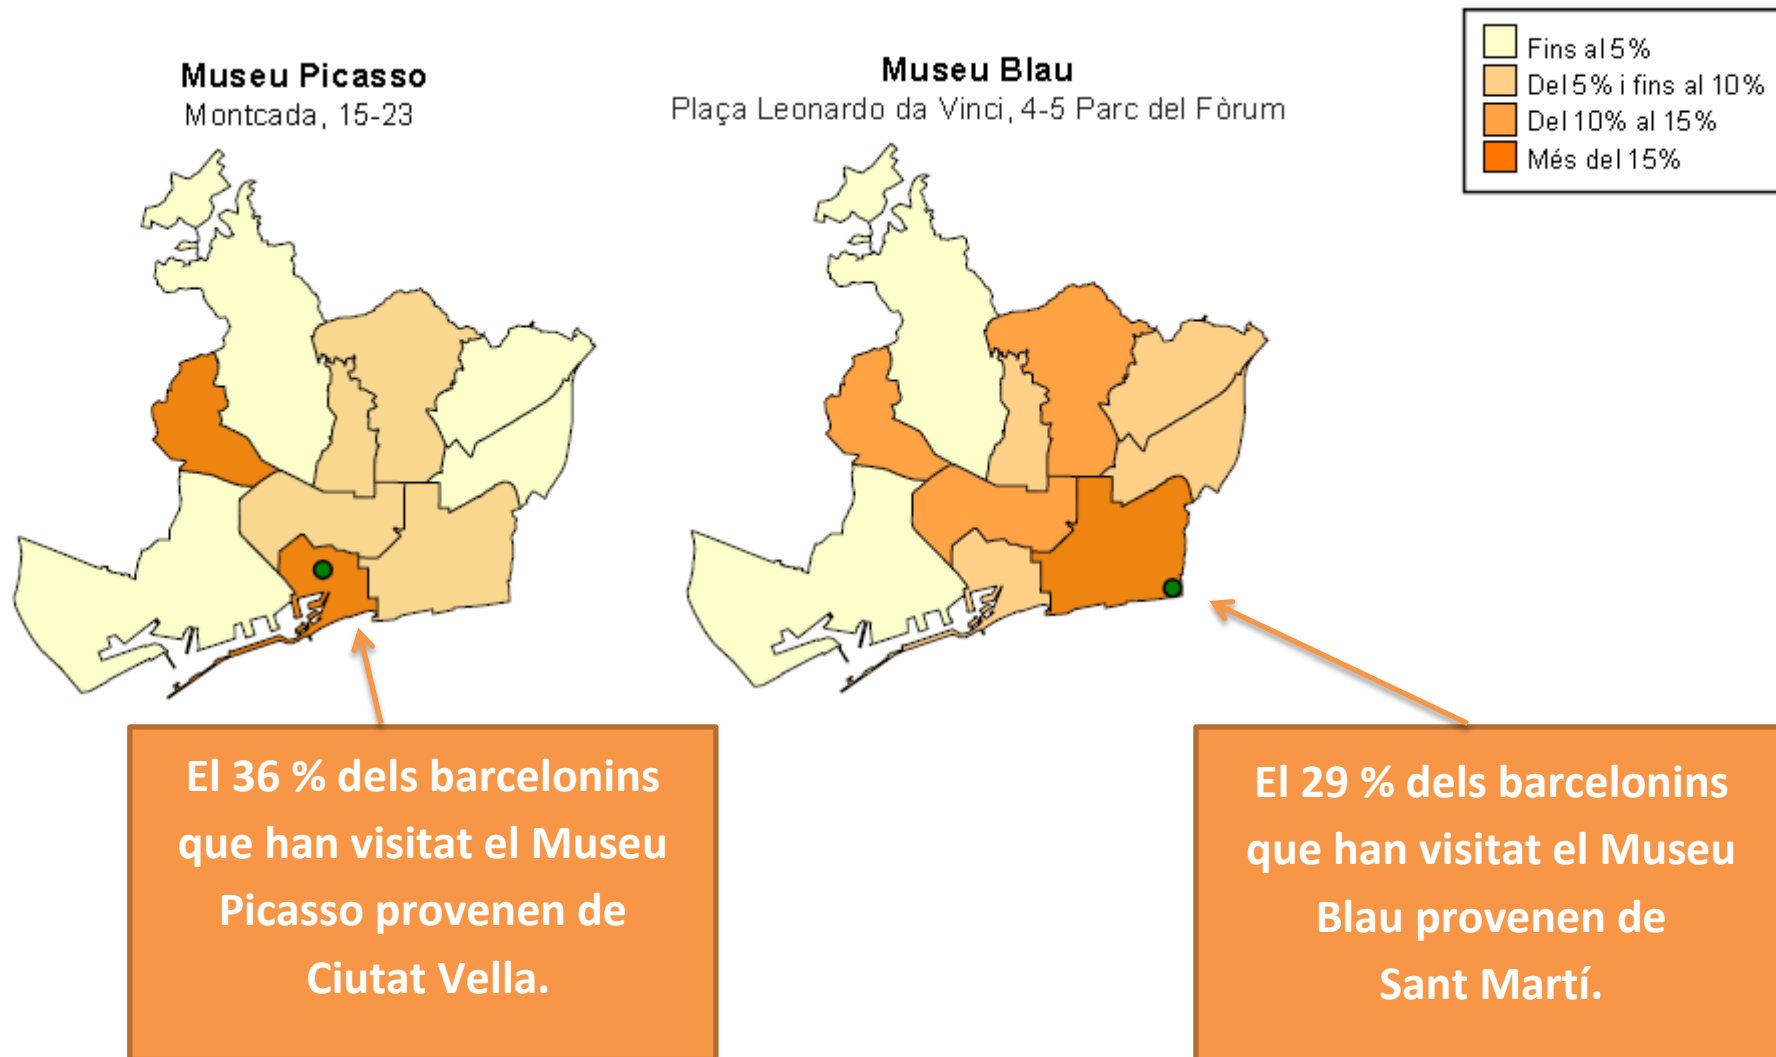 Museu Picasso
Montcada, 15-23
Museu Blau
Plaça Leonardo da Vinci, 4-5 Parc del Fòrum
Fins al 5%
Del 5% i fins al 10%
Del 10% al 15%
Més del 15%
El 36 % dels barcelonins
que han visitat el Museu
Picasso provenen de
Ciutat Vella.
El 29 % dels barcelonins
que han visitat el Museu
Blau provenen de
Sant Martí.